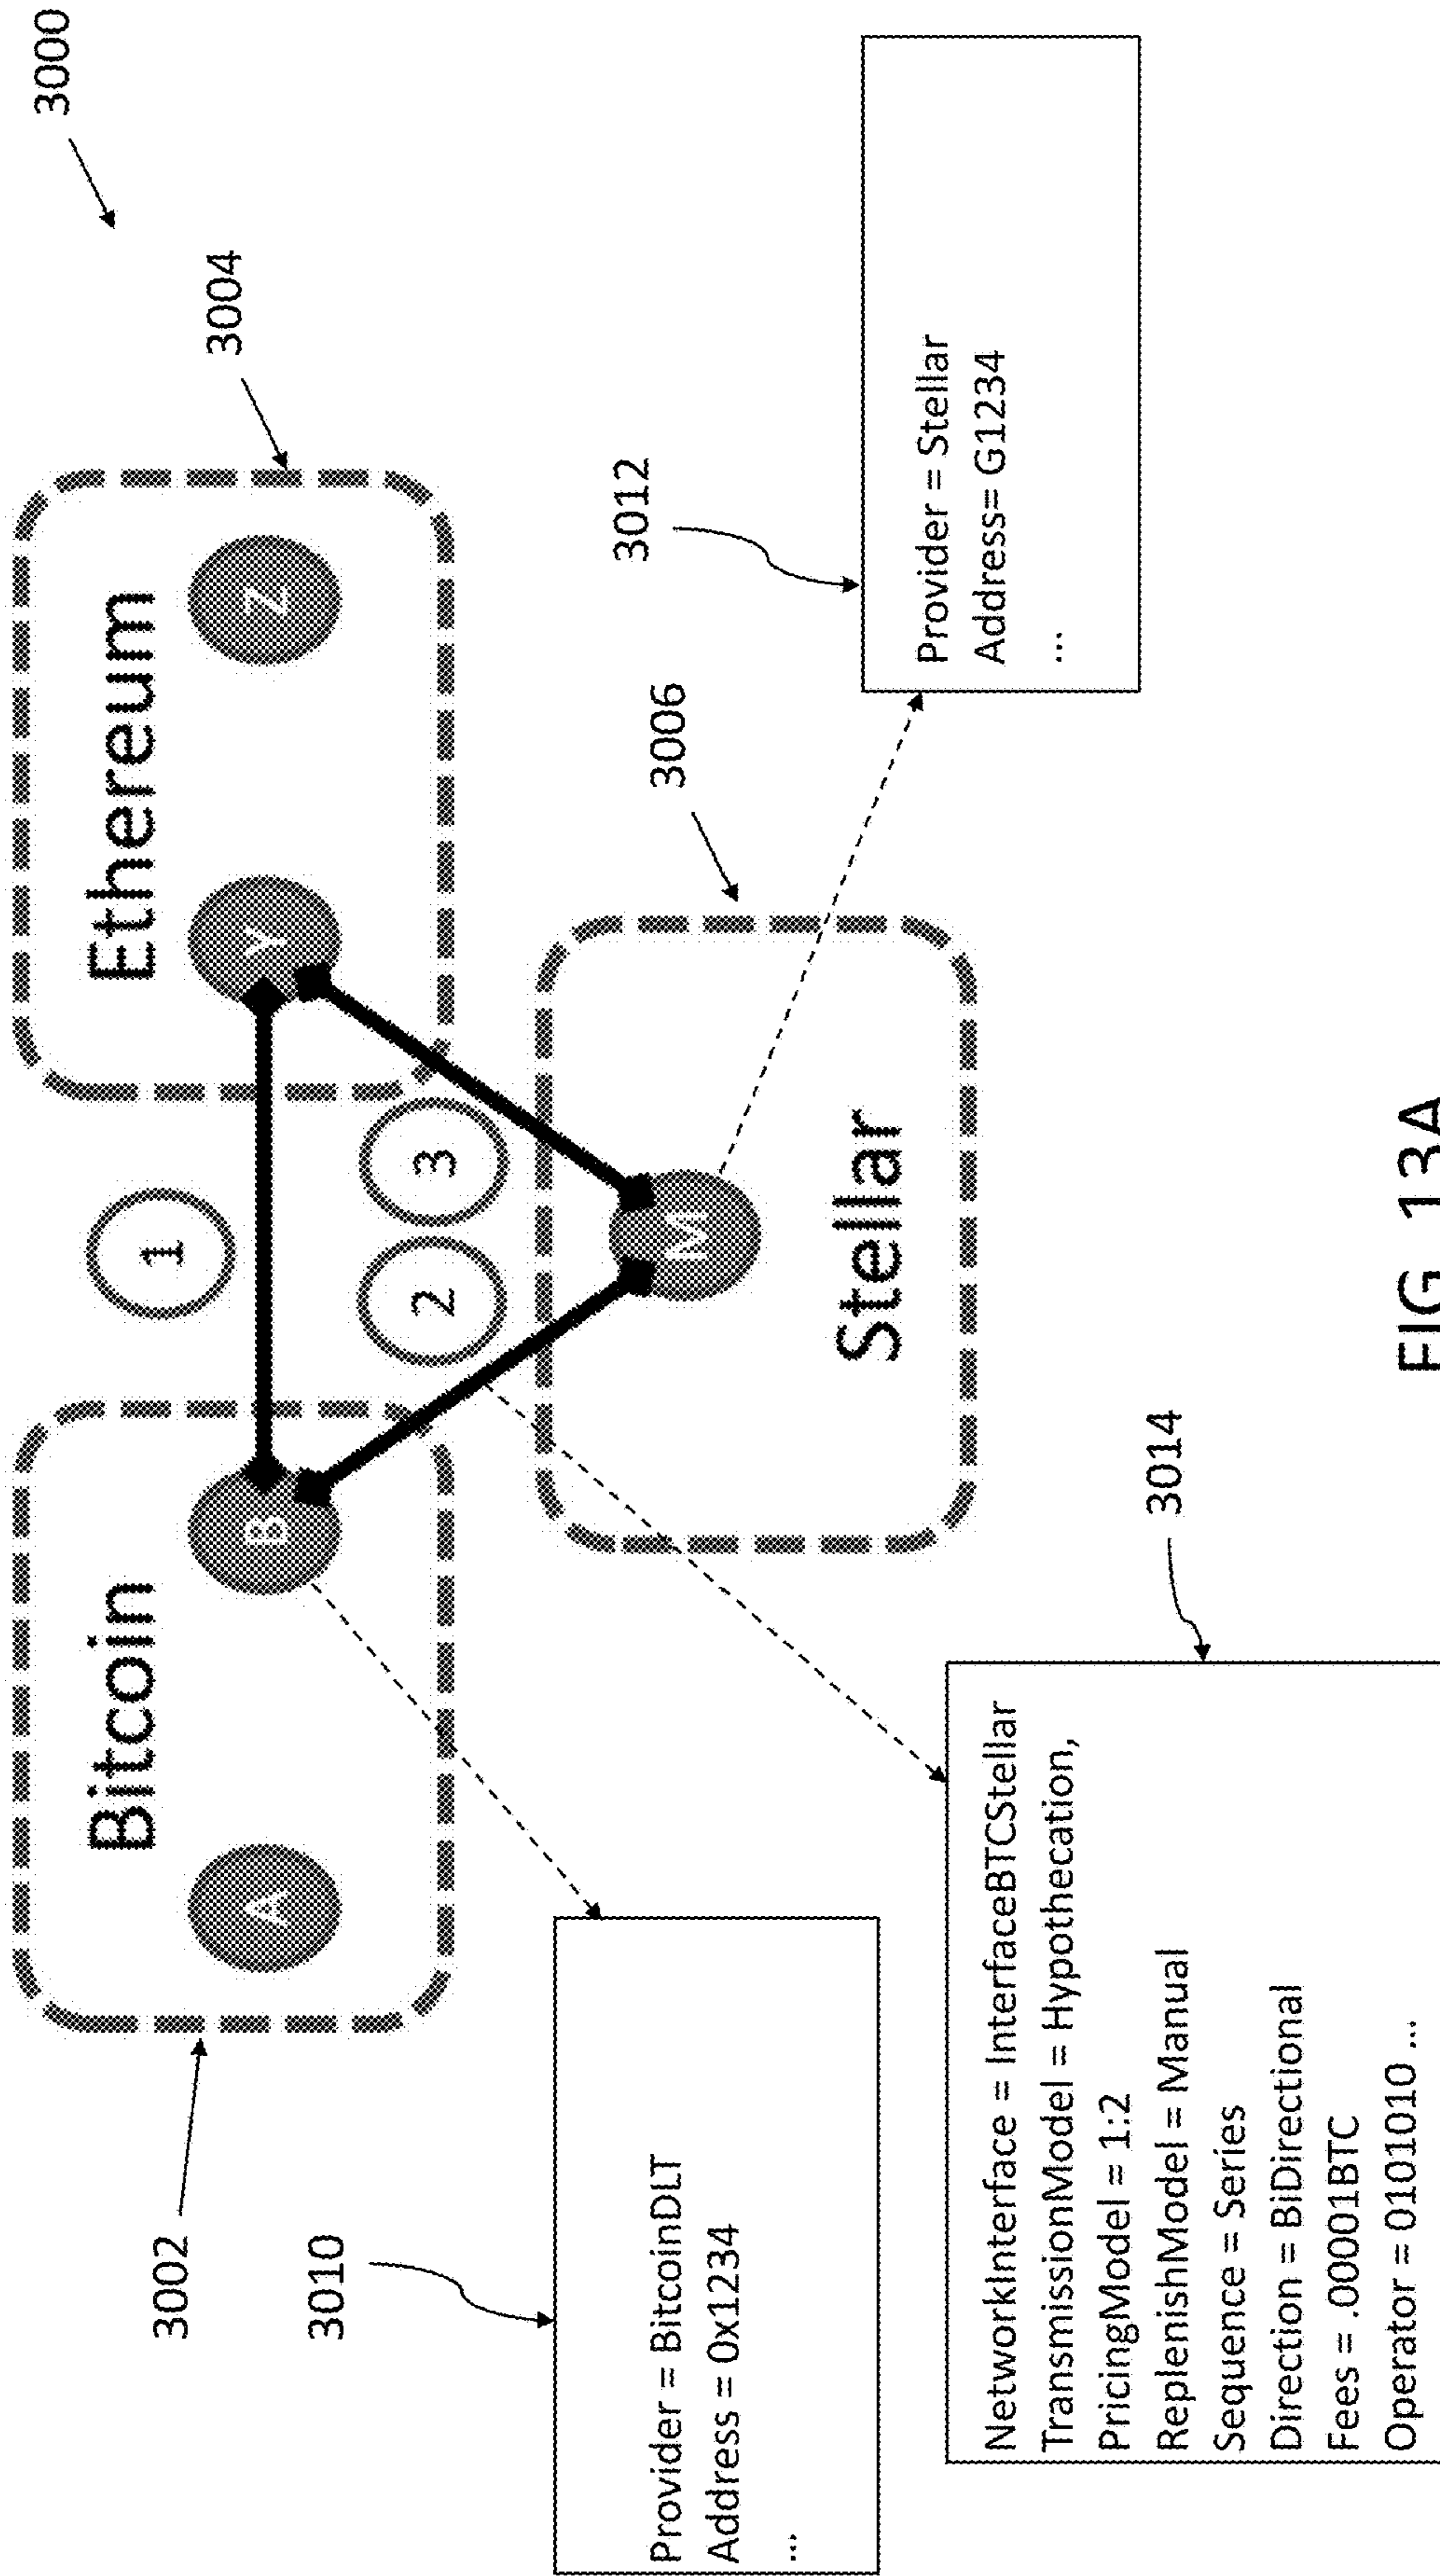 3000
Bitcoin
Ethereum
3002
3004
A
B
1
Y
Z
2
3
M
Stellar
3006
3010
Provider = BitcoinDLT
Address = 0x1234
...
3012
Provider = Stellar
Address= G1234
...
3014
NetworkInterface = InterfaceBTCStellar
TransmissionModel = Hypothecation,
PricingModel = 1:2
ReplenishModel = Manual
Sequence = Series
Direction = BiDirectional
Fees = .00001BTC
Operator = 0101010 ...
FIG. 13A